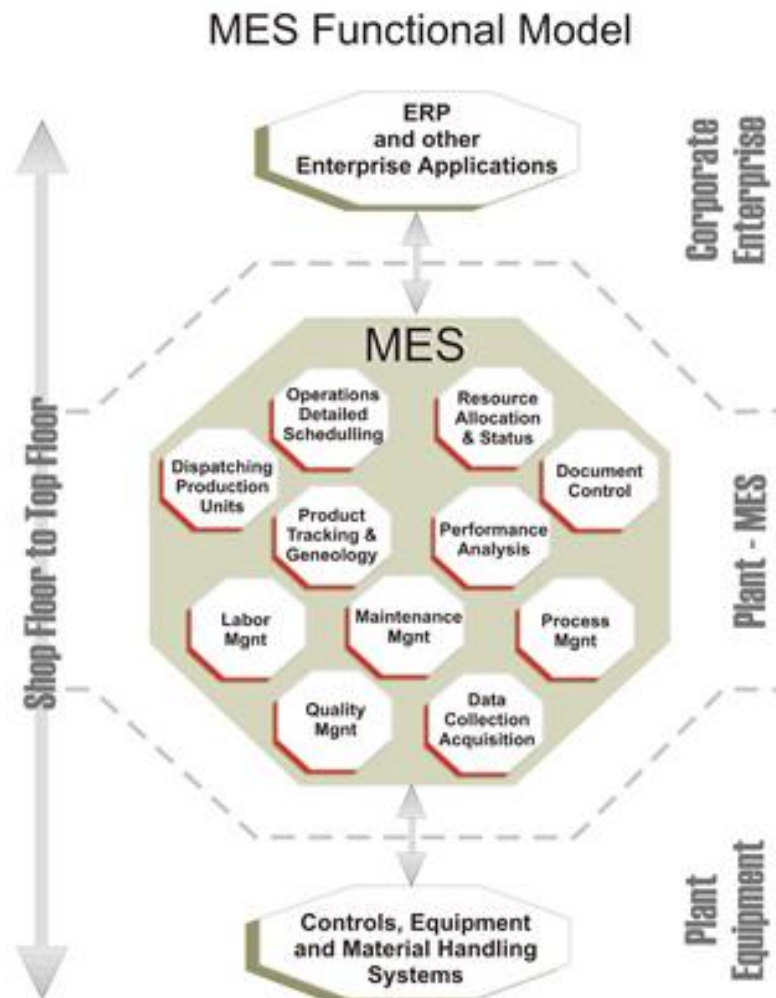 MES Functional Model
ERP
and other
Enterprise Applications
Corporate
Enterprise
MES
Operations
Detailed
Schedulling
Resource
Allocation
& Status
Dispatching
Production
Units
Document
Control
Product
Tracking &
Geneology
Performance
Analysis
Labor
Mgnt
Maintenance
Mgnt
Process
Mgnt
Quality
Mgnt
Data
Collection
Acquisition
Shop Floor to Top Floor
Plant - MES
Controls, Equipment
and Material Handling
Systems
Plant
Equipment